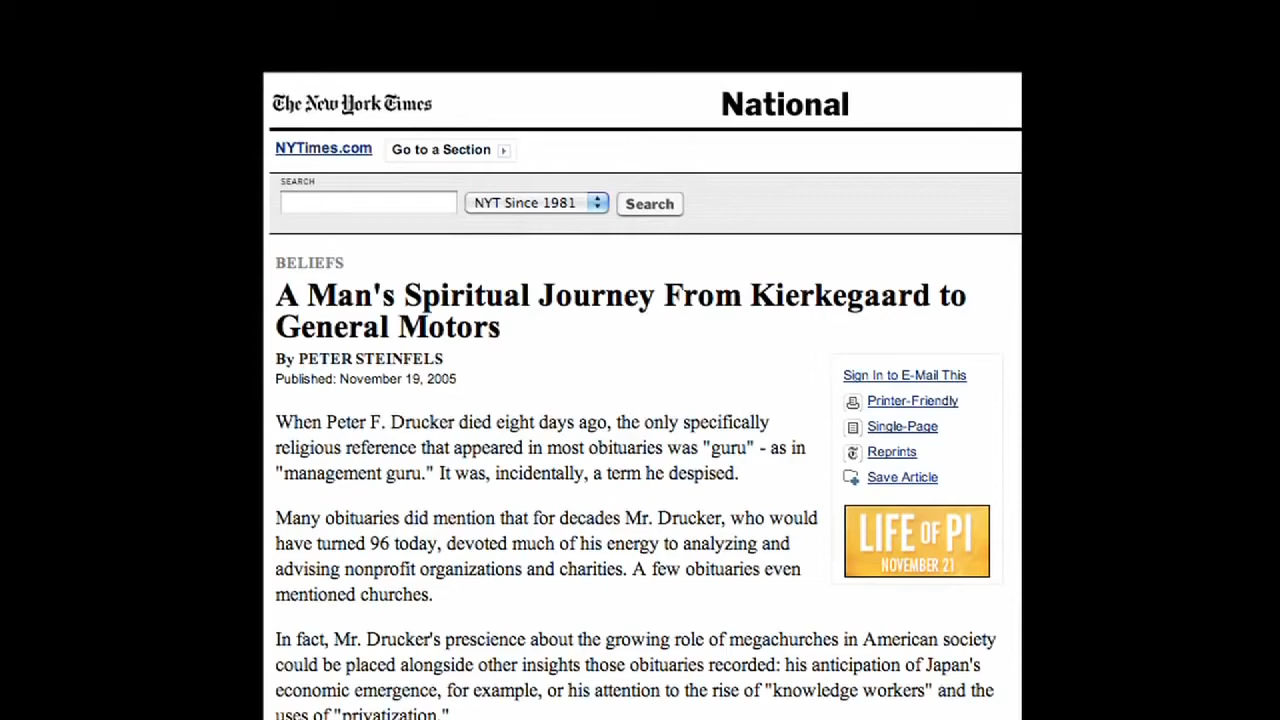 The New York Times
National
NYTimes.com
Go to a Section
SEARCH
NYT Since 1981
Search
BELIEFS
A Man's Spiritual Journey From Kierkegaard to
General Motors
By PETER STEINFELS
Published: November 19, 2005
Sign In to E-Mail This
Printer-Friendly
Single-Page
Reprints
Save Article
LIFE OF PI
NOVEMBER 21
When Peter F. Drucker died eight days ago, the only specifically
religious reference that appeared in most obituaries was "guru" - as in
"management guru." It was, incidentally, a term he despised.
Many obituaries did mention that for decades Mr. Drucker, who would
have turned 96 today, devoted much of his energy to analyzing and
advising nonprofit organizations and charities. A few obituaries even
mentioned churches.
In fact, Mr. Drucker's prescience about the growing role of megachurches in American society
could be placed alongside other insights those obituaries recorded: his anticipation of Japan's
economic emergence, for example, or his attention to the rise of "knowledge workers" and the
uses of "privatization."